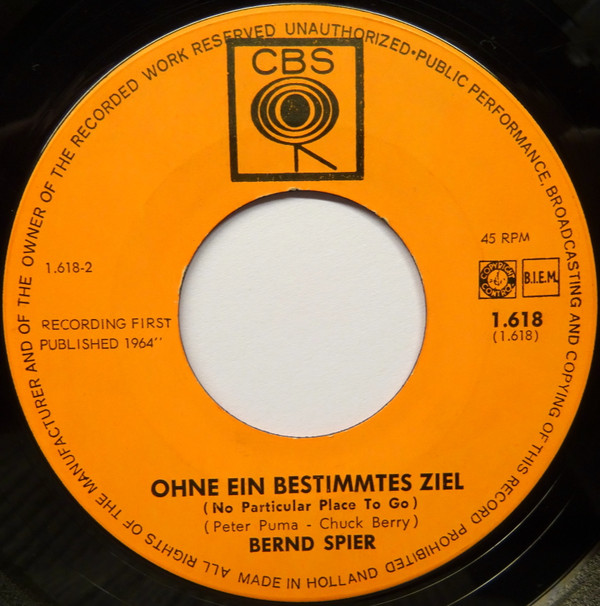 ALL RIGHTS OF THE MANUFACTURER AND OF THE OWNER OF THE RECORDED WORK RESERVED UNAUTHORIZED•PUBLIC PERFORMANCE, BROADCASTING AND COPYING OF THIS RECORD PROHIBITED
CBS
45 RPM
1.618-2
COPYRIGHT CONTROL
B.I.E.M.
1.618
(1.618)
RECORDING FIRST
PUBLISHED 1964"
OHNE EIN BESTIMMTES ZIEL
(No Particular Place To Go)
(Peter Puma - Chuck Berry)
BERND SPIER
MADE IN HOLLAND